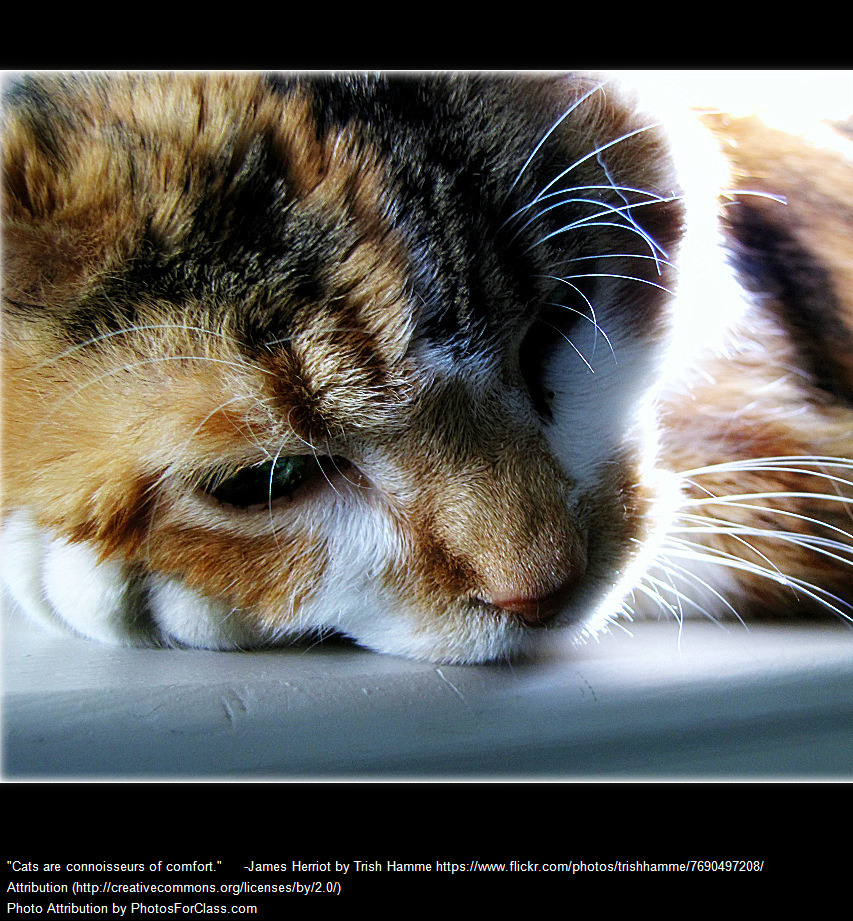 "Cats are connoisseurs of comfort."     -James Herriot by Trish Hamme https://www.flickr.com/photos/trishhamme/7690497208/
Attribution (http://creativecommons.org/licenses/by/2.0/)
Photo Attribution by PhotosForClass.com